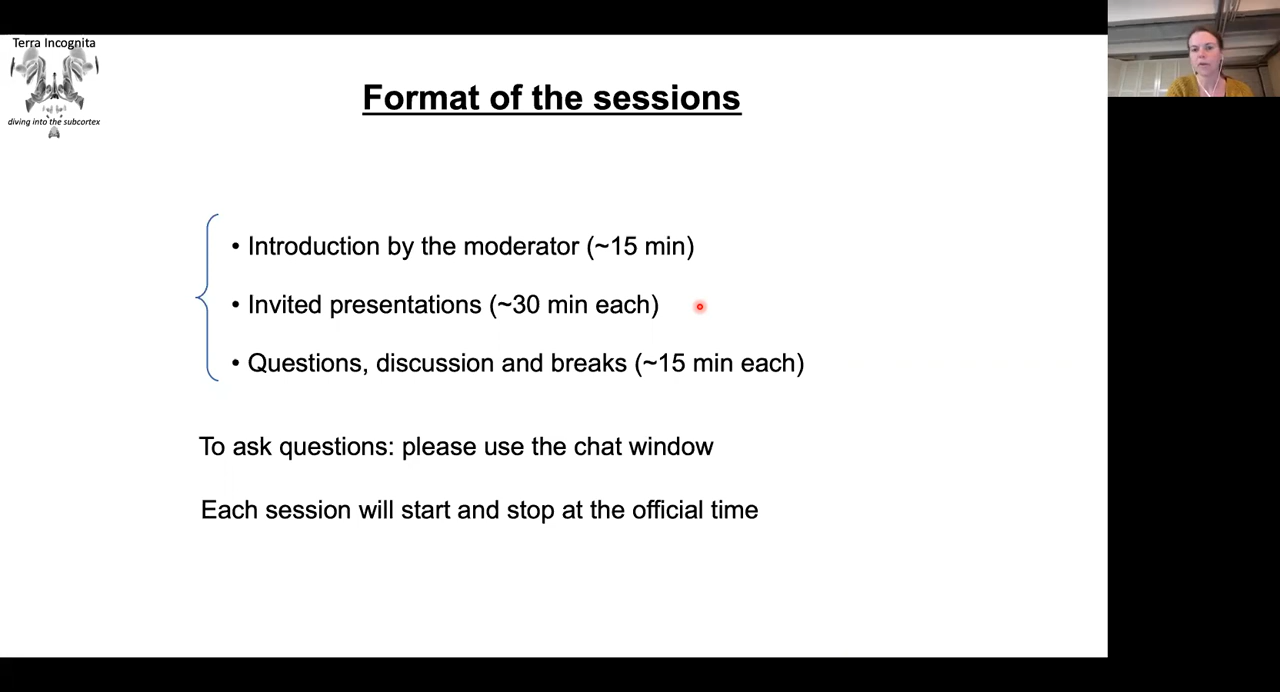 Terra Incognita
diving into the subcortex
Format of the sessions
• Introduction by the moderator (~15 min)
• Invited presentations (~30 min each)
• Questions, discussion and breaks (~15 min each)
To ask questions: please use the chat window
Each session will start and stop at the official time